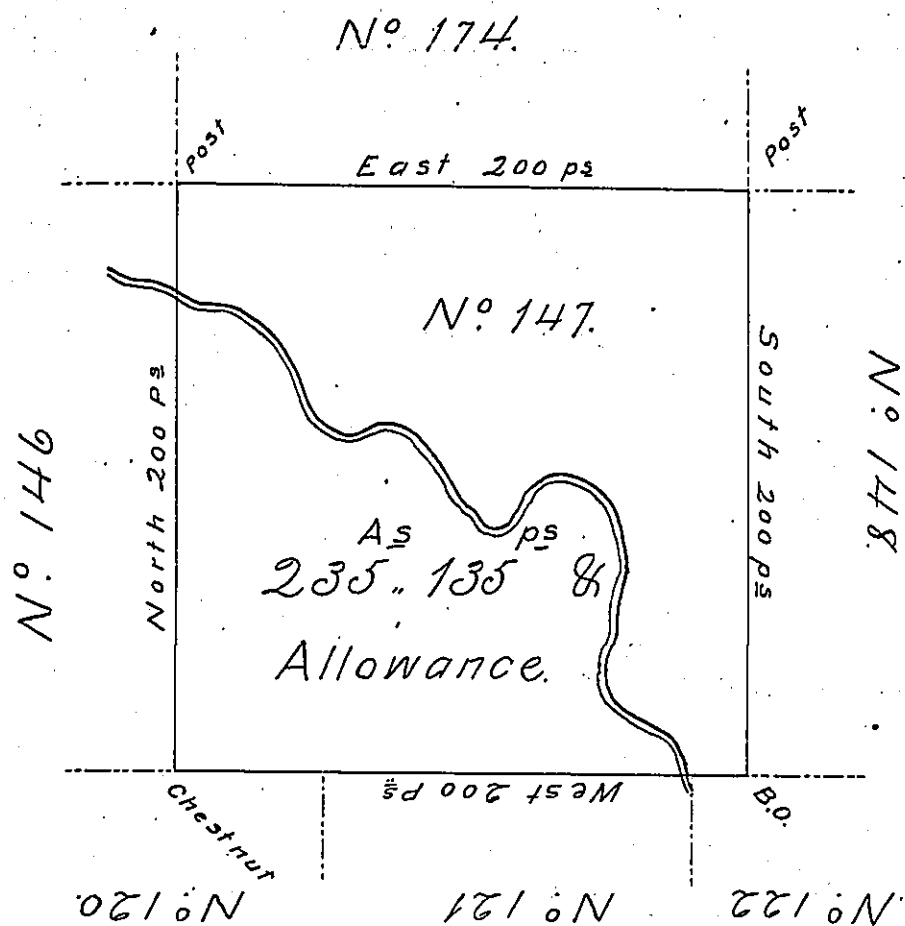 Nº 174.
Post
Post
East 200 ps
Nº 147.
North 200 ps
South 200 ps
Nº 146
Nº 148.
As ps
235 „ 135 &
Allowance.
West 200 Ps
Chestnut
B.O.
Nº 120.
Nº 121
Nº 122